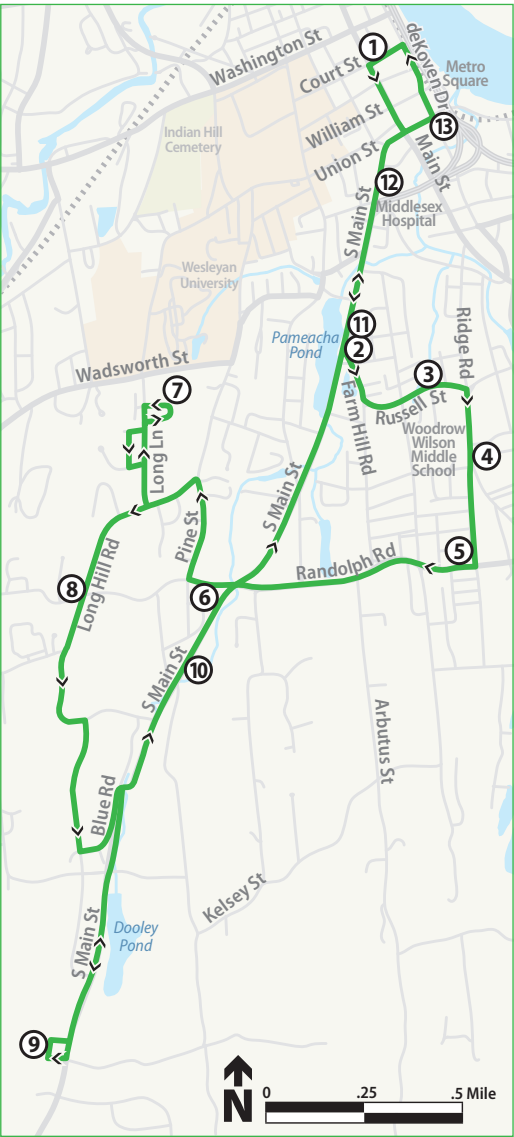 1
Washington St
deKoven Dr
Court St
Metro
Square
William St
Indian Hill
Cemetery
13
Union St
Main St
12
Middlesex
Hospital
S Main St
Wesleyan
University
11
Pameacha
Pond
2
Ridge Rd
Wadsworth St
3
7
Farm Hill Rd
Russell St
Woodrow
Wilson
Middle
School
4
Long Ln
S Main St
Pine St
5
Randolph Rd
Long Hill Rd
8
6
10
S Main St
Arbutus St
Blue Rd
Kelsey St
S Main St
Dooley
Pond
9
N
0 .25 .5 Mile